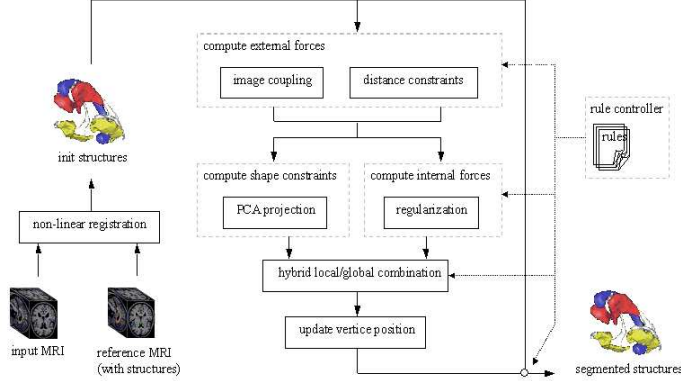 compute external forces
image coupling
distance constraints
rule controller
rules
init structures
compute shape constraints
compute internal forces
PCA projection
regularization
non-linear registration
hybrid local/global combination
update vertice position
input MRI
reference MRI
(with structures)
segmented structures